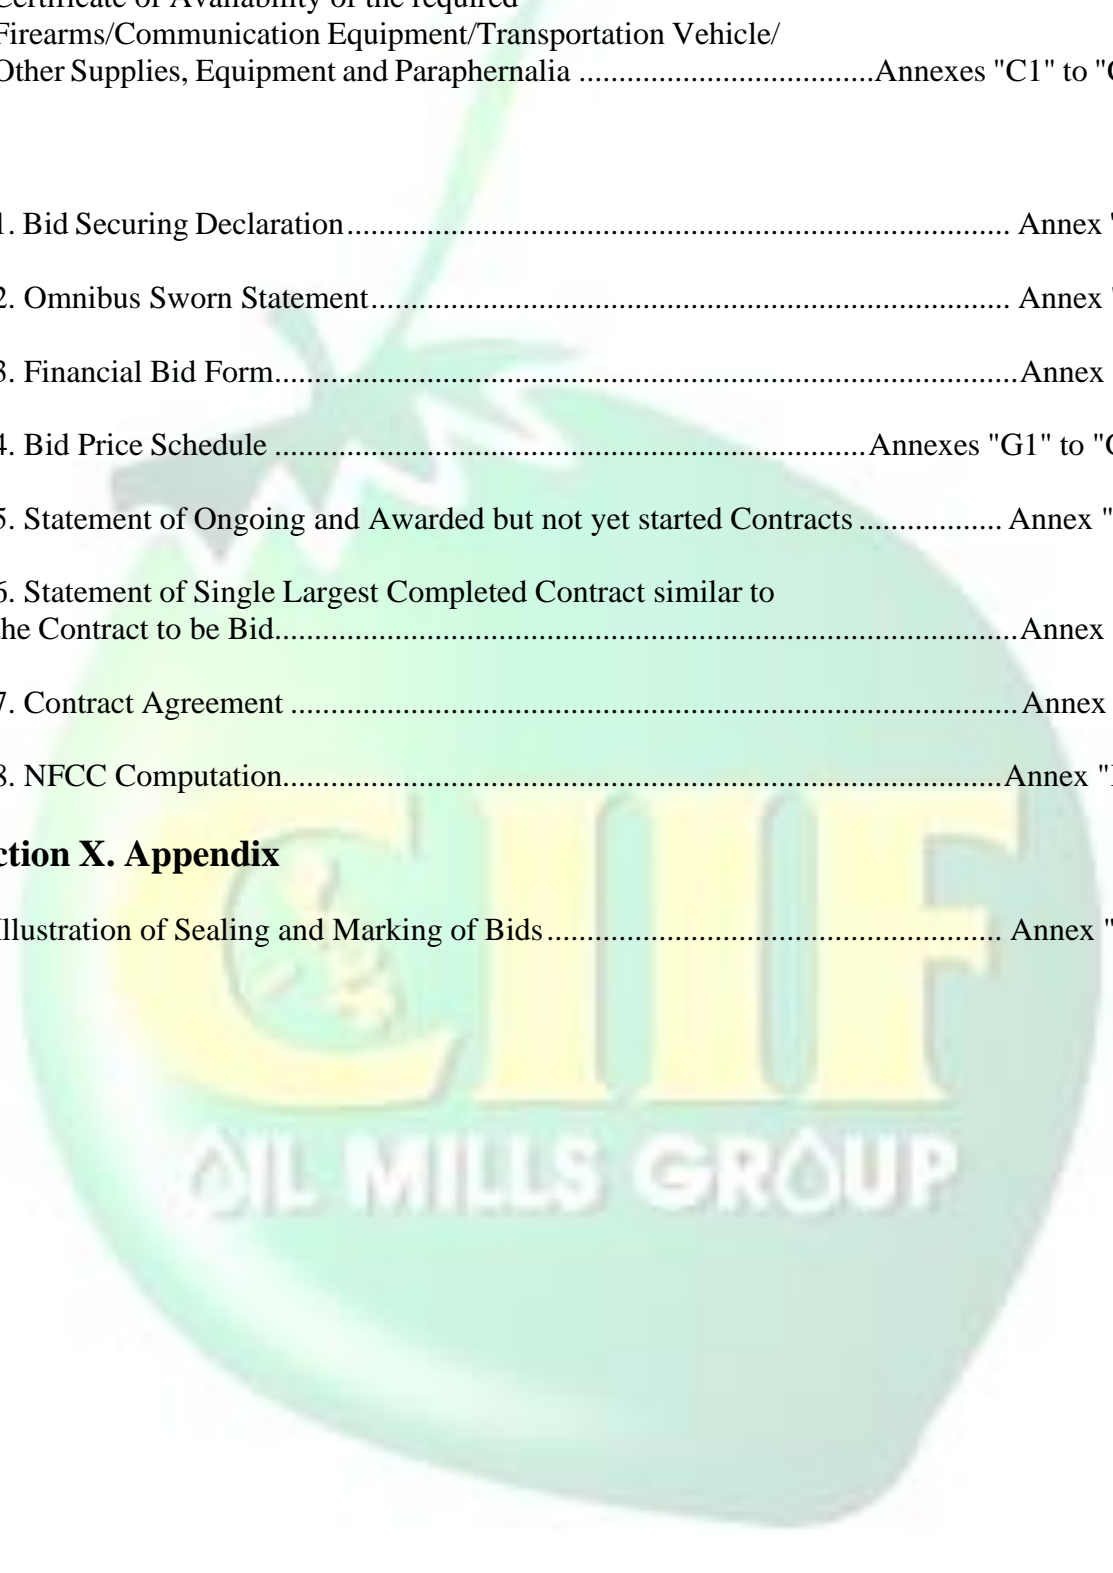 Certificate of Availability of the required
Firearms/Communication Equipment/Transportation Vehicle/
Other Supplies, Equipment and Paraphernalia ....................................Annexes "C1" to "C
1. Bid Securing Declaration .................................................................................. Annex "
2. Omnibus Sworn Statement ............................................................................... Annex "
3. Financial Bid Form............................................................................................Annex
4. Bid Price Schedule .........................................................................Annexes "G1" to "G
5. Statement of Ongoing and Awarded but not yet started Contracts .................. Annex "
6. Statement of Single Largest Completed Contract similar to
the Contract to be Bid............................................................................................Annex
7. Contract Agreement ..........................................................................................Annex
8. NFCC Computation.........................................................................................Annex "
ction X. Appendix
Illustration of Sealing and Marking of Bids ........................................................ Annex "
CIIF
OIL MILLS GROUP